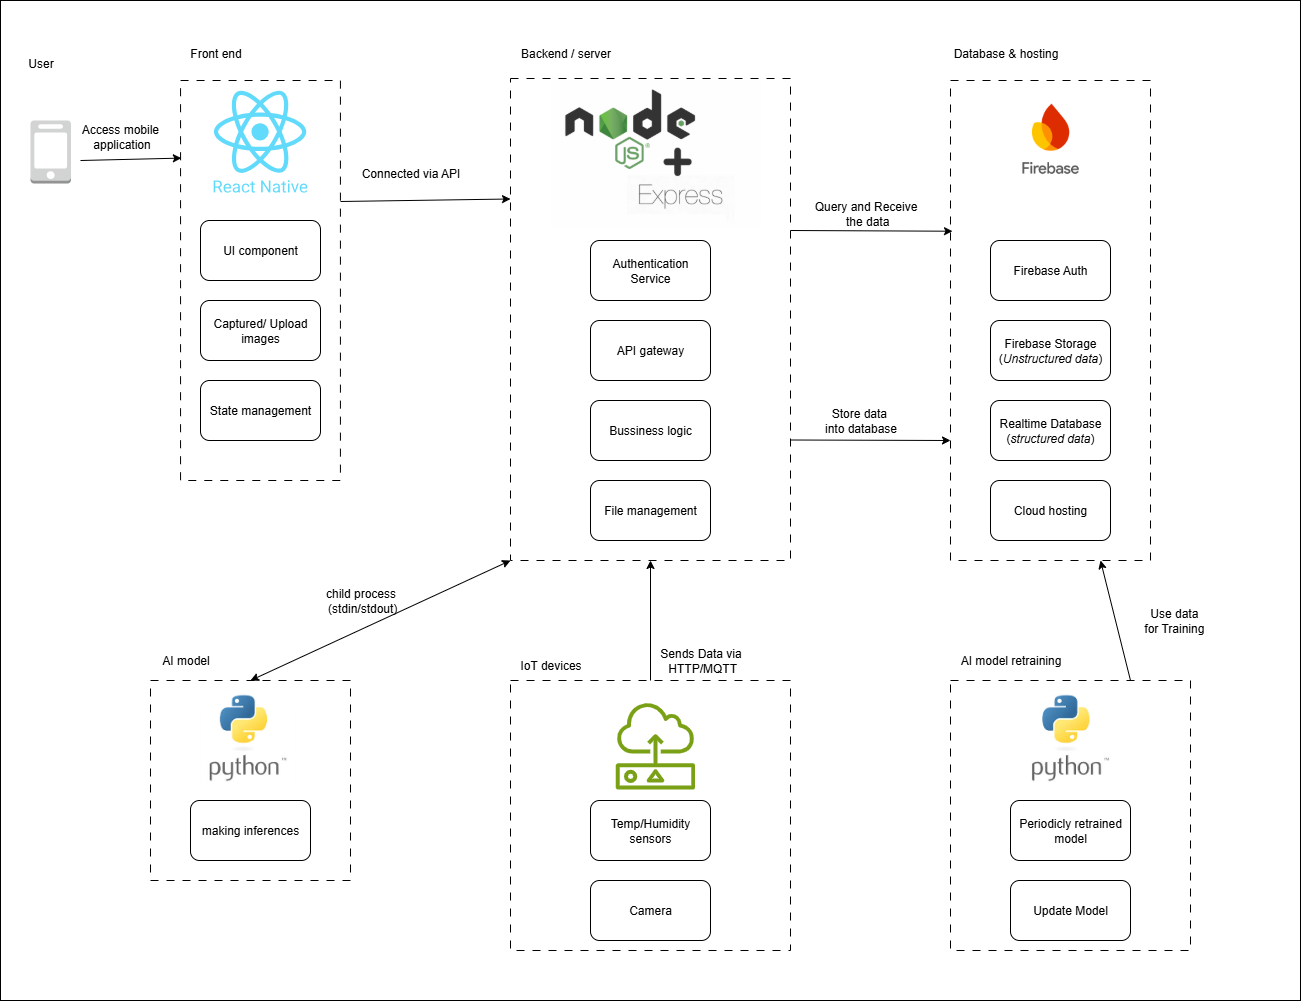 User
Front end
Backend / server
Database & hosting
Access mobile
application
React Native
Connected via API
node
JS
+
Express
Query and Receive
the data
Firebase
UI component
Captured/ Upload
images
State management
Authentication
Service
API gateway
Bussiness logic
File management
Store data
into database
Firebase Auth
Firebase Storage
(Unstructured data)
Realtime Database
(structured data)
Cloud hosting
child process
(stdin/stdout)
AI model
python™
making inferences
IoT devices
Sends Data via
HTTP/MQTT
Temp/Humidity
sensors
Camera
Use data
for Training
AI model retraining
python™
Periodicly retrained
model
Update Model